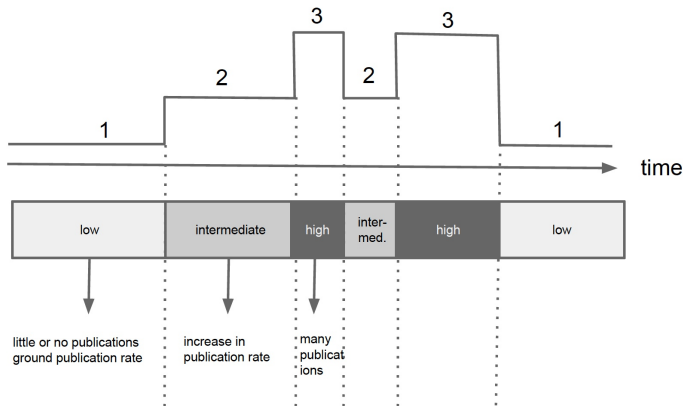 3
3
2
2
1
1
time
low
intermediate
high
inter-
med.
high
low
little or no publications
ground publication rate
increase in
publication rate
many
publicat
ions